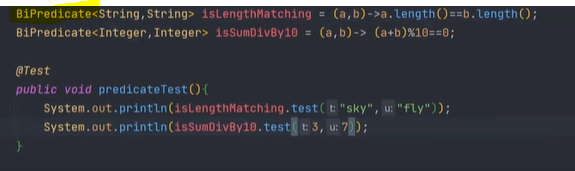 BiPredicate<String,String> isLengthMatching = (a,b)->a.length()==b.length();
BiPredicate<Integer,Integer> isSumDivBy10 = (a,b)-> (a+b)%10==0;
@Test
public void predicateTest(){
System.out.println(isLengthMatching.test( t: "sky", u: "fly"));
System.out.println(isSumDivBy10.test( t: 3, u: 7));
}